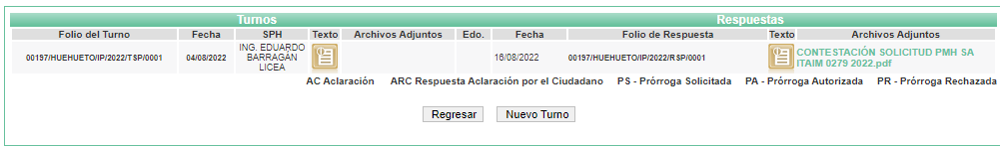 Turnos Respuestas
Folio del Turno Fecha SPH Texto Archivos Adjuntos Edo. Fecha Folio de Respuesta Texto Archivos Adjuntos
00197/HUEHUETO/IP/2022/TSP/0001 04/08/2022 ING. EDUARDO BARRAGÁN LICEA 16/08/2022 00197/HUEHUETO/IP/2022/RSP/0001 CONTESTACIÓN SOLICITUD PMH SA ITAIM 0279 2022.pdf
AC Aclaración ARC Respuesta Aclaración por el Ciudadano PS - Prórroga Solicitada PA - Prórroga Autorizada PR - Prórroga Rechazada
Regresar Nuevo Turno